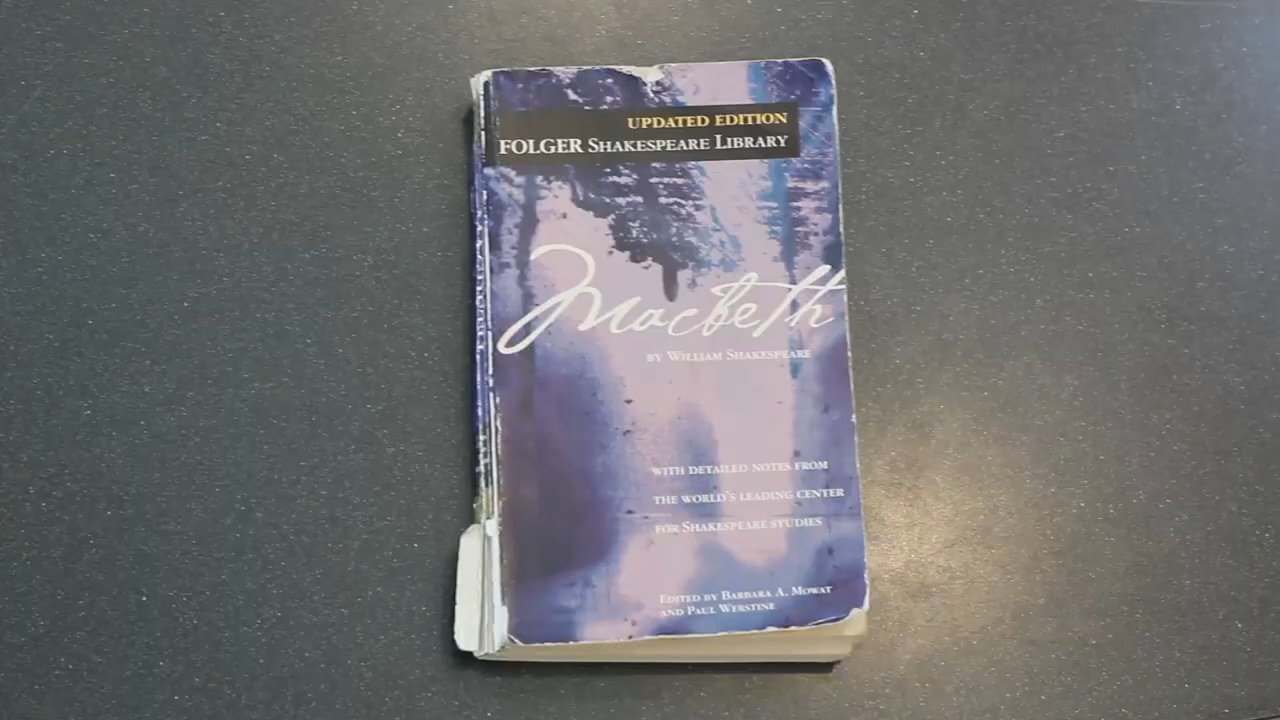 UPDATED EDITION
FOLGER SHAKESPEARE LIBRARY
Macbeth
BY WILLIAM SHAKESPEARE
WITH DETAILED NOTES FROM
THE WORLD'S LEADING CENTER
FOR SHAKESPEARE STUDIES
EDITED BY BARBARA A. MOWAT
AND PAUL WERSTINE